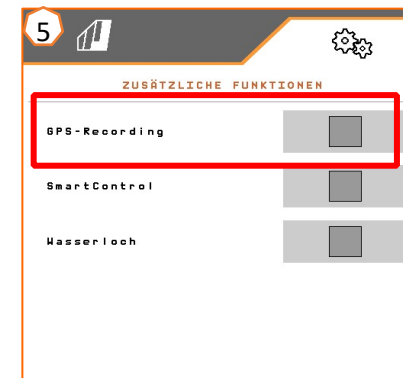 5
ZUSÄTZLICHE FUNKTIONEN
GPS-Recording
SmartControl
Wasserloch